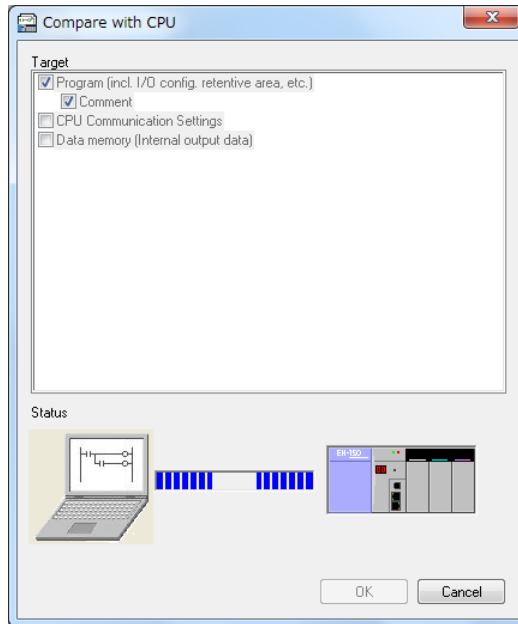 Compare with CPU
Target
Program (incl. I/O config. retentive area, etc.)
Comment
CPU Communication Settings
Data memory (Internal output data)
Status
EH-150
OK
Cancel